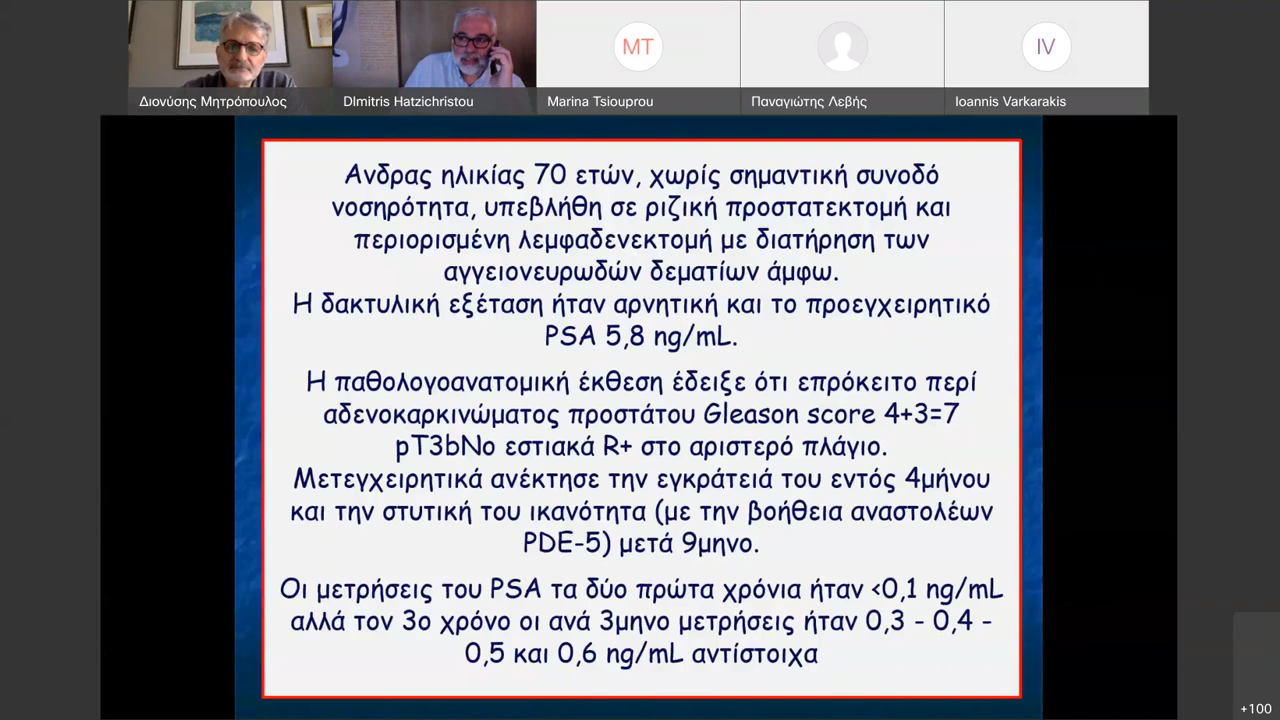 MT
IV
Διονύσης Μητρόπουλος
DImitris Hatzichristou
Marina Tsiouprou
Παναγιώτης Λεβής
Ioannis Varkarakis
Ανδρας ηλικίας 70 ετών, χωρίς σημαντική συνοδό
νοσηρότητα, υπεβλήθη σε ριζική προστατεκτομή και
περιορισμένη λεμφαδενεκτομή με διατήρηση των
αγγειονευρωδών δεματίων άμφω.
Η δακτυλική εξέταση ήταν αρνητική και το προεγχειρητικό
PSA 5,8 ng/mL.
Η παθολογοανατομική έκθεση έδειξε ότι επρόκειτο περί
αδενοκαρκινώματος προστάτου Gleason score 4+3=7
pT3bNo εστιακά R+ στο αριστερό πλάγιο.
Μετεγχειρητικά ανέκτησε την εγκράτειά του εντός 4μήνου
και την στυτική του ικανότητα (με την βοήθεια αναστολέων
PDE-5) μετά 9μηνο.
Οι μετρήσεις του PSA τα δύο πρώτα χρόνια ήταν <0,1 ng/mL
αλλά τον 3ο χρόνο οι ανά 3μηνο μετρήσεις ήταν 0,3 - 0,4 -
0,5 και 0,6 ng/mL αντίστοιχα
+100